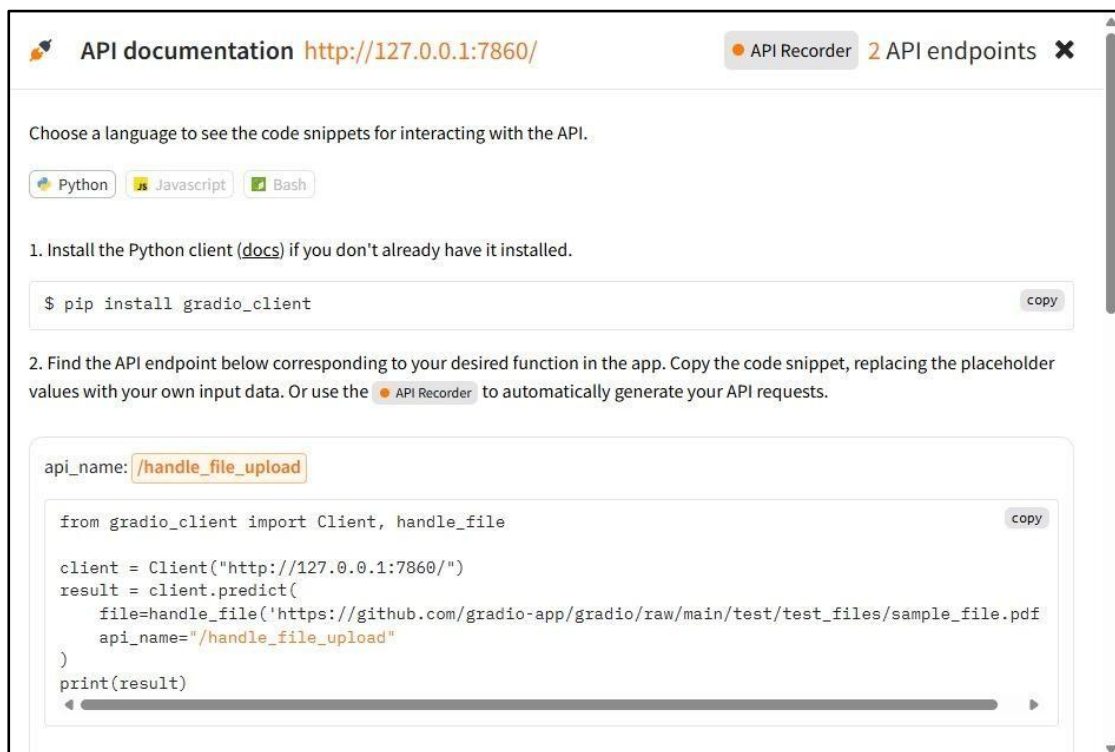 API documentation http://127.0.0.1:7860/ API Recorder 2 API endpoints ✖
Choose a language to see the code snippets for interacting with the API.
Python JS Javascript Bash
1. Install the Python client (docs) if you don't already have it installed.
$ pip install gradio_client copy
2. Find the API endpoint below corresponding to your desired function in the app. Copy the code snippet, replacing the placeholder
values with your own input data. Or use the API Recorder to automatically generate your API requests.
api_name: /handle_file_upload
from gradio_client import Client, handle_file copy
client = Client("http://127.0.0.1:7860/")
result = client.predict(
file=handle_file('https://github.com/gradio-app/gradio/raw/main/test/test_files/sample_file.pdf
api_name="/handle_file_upload"
)
print(result)